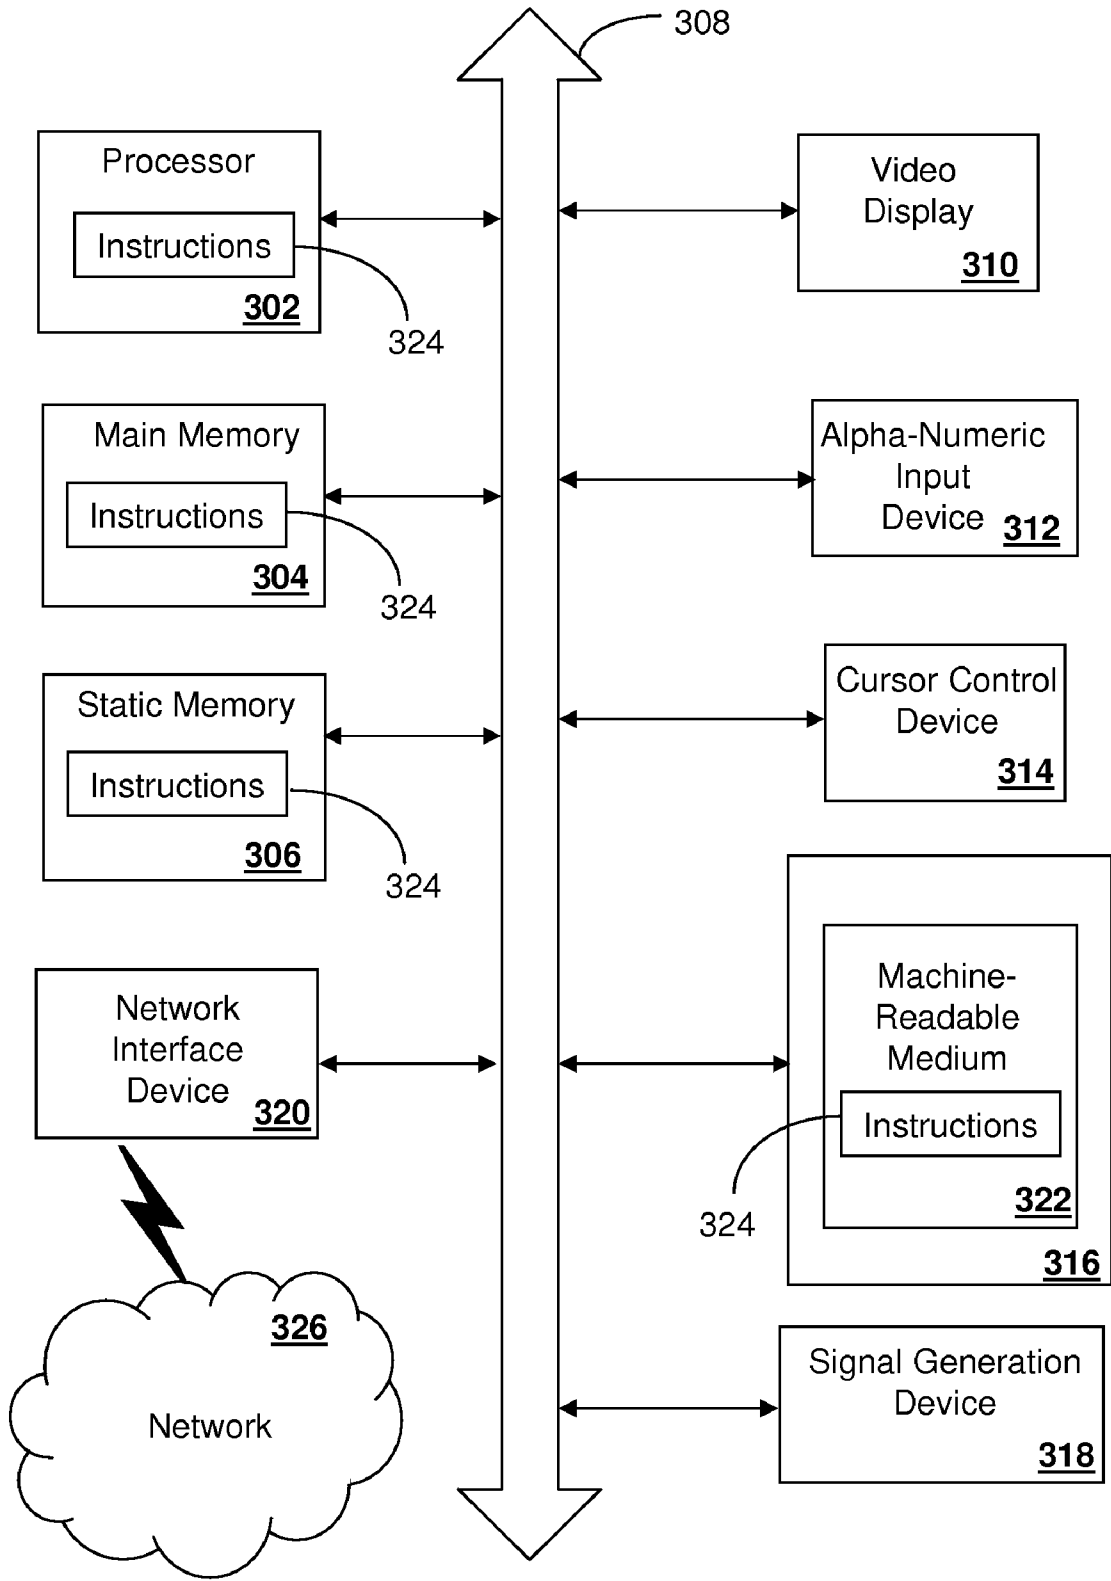 308
Processor
Instructions
302
324
Main Memory
Instructions
304
324
Static Memory
Instructions
306
324
Network
Interface
Device
320
326
Network
Video
Display
310
Alpha-Numeric
Input
Device
312
Cursor Control
Device
314
Machine-
Readable
Medium
Instructions
322
324
316
Signal Generation
Device
318